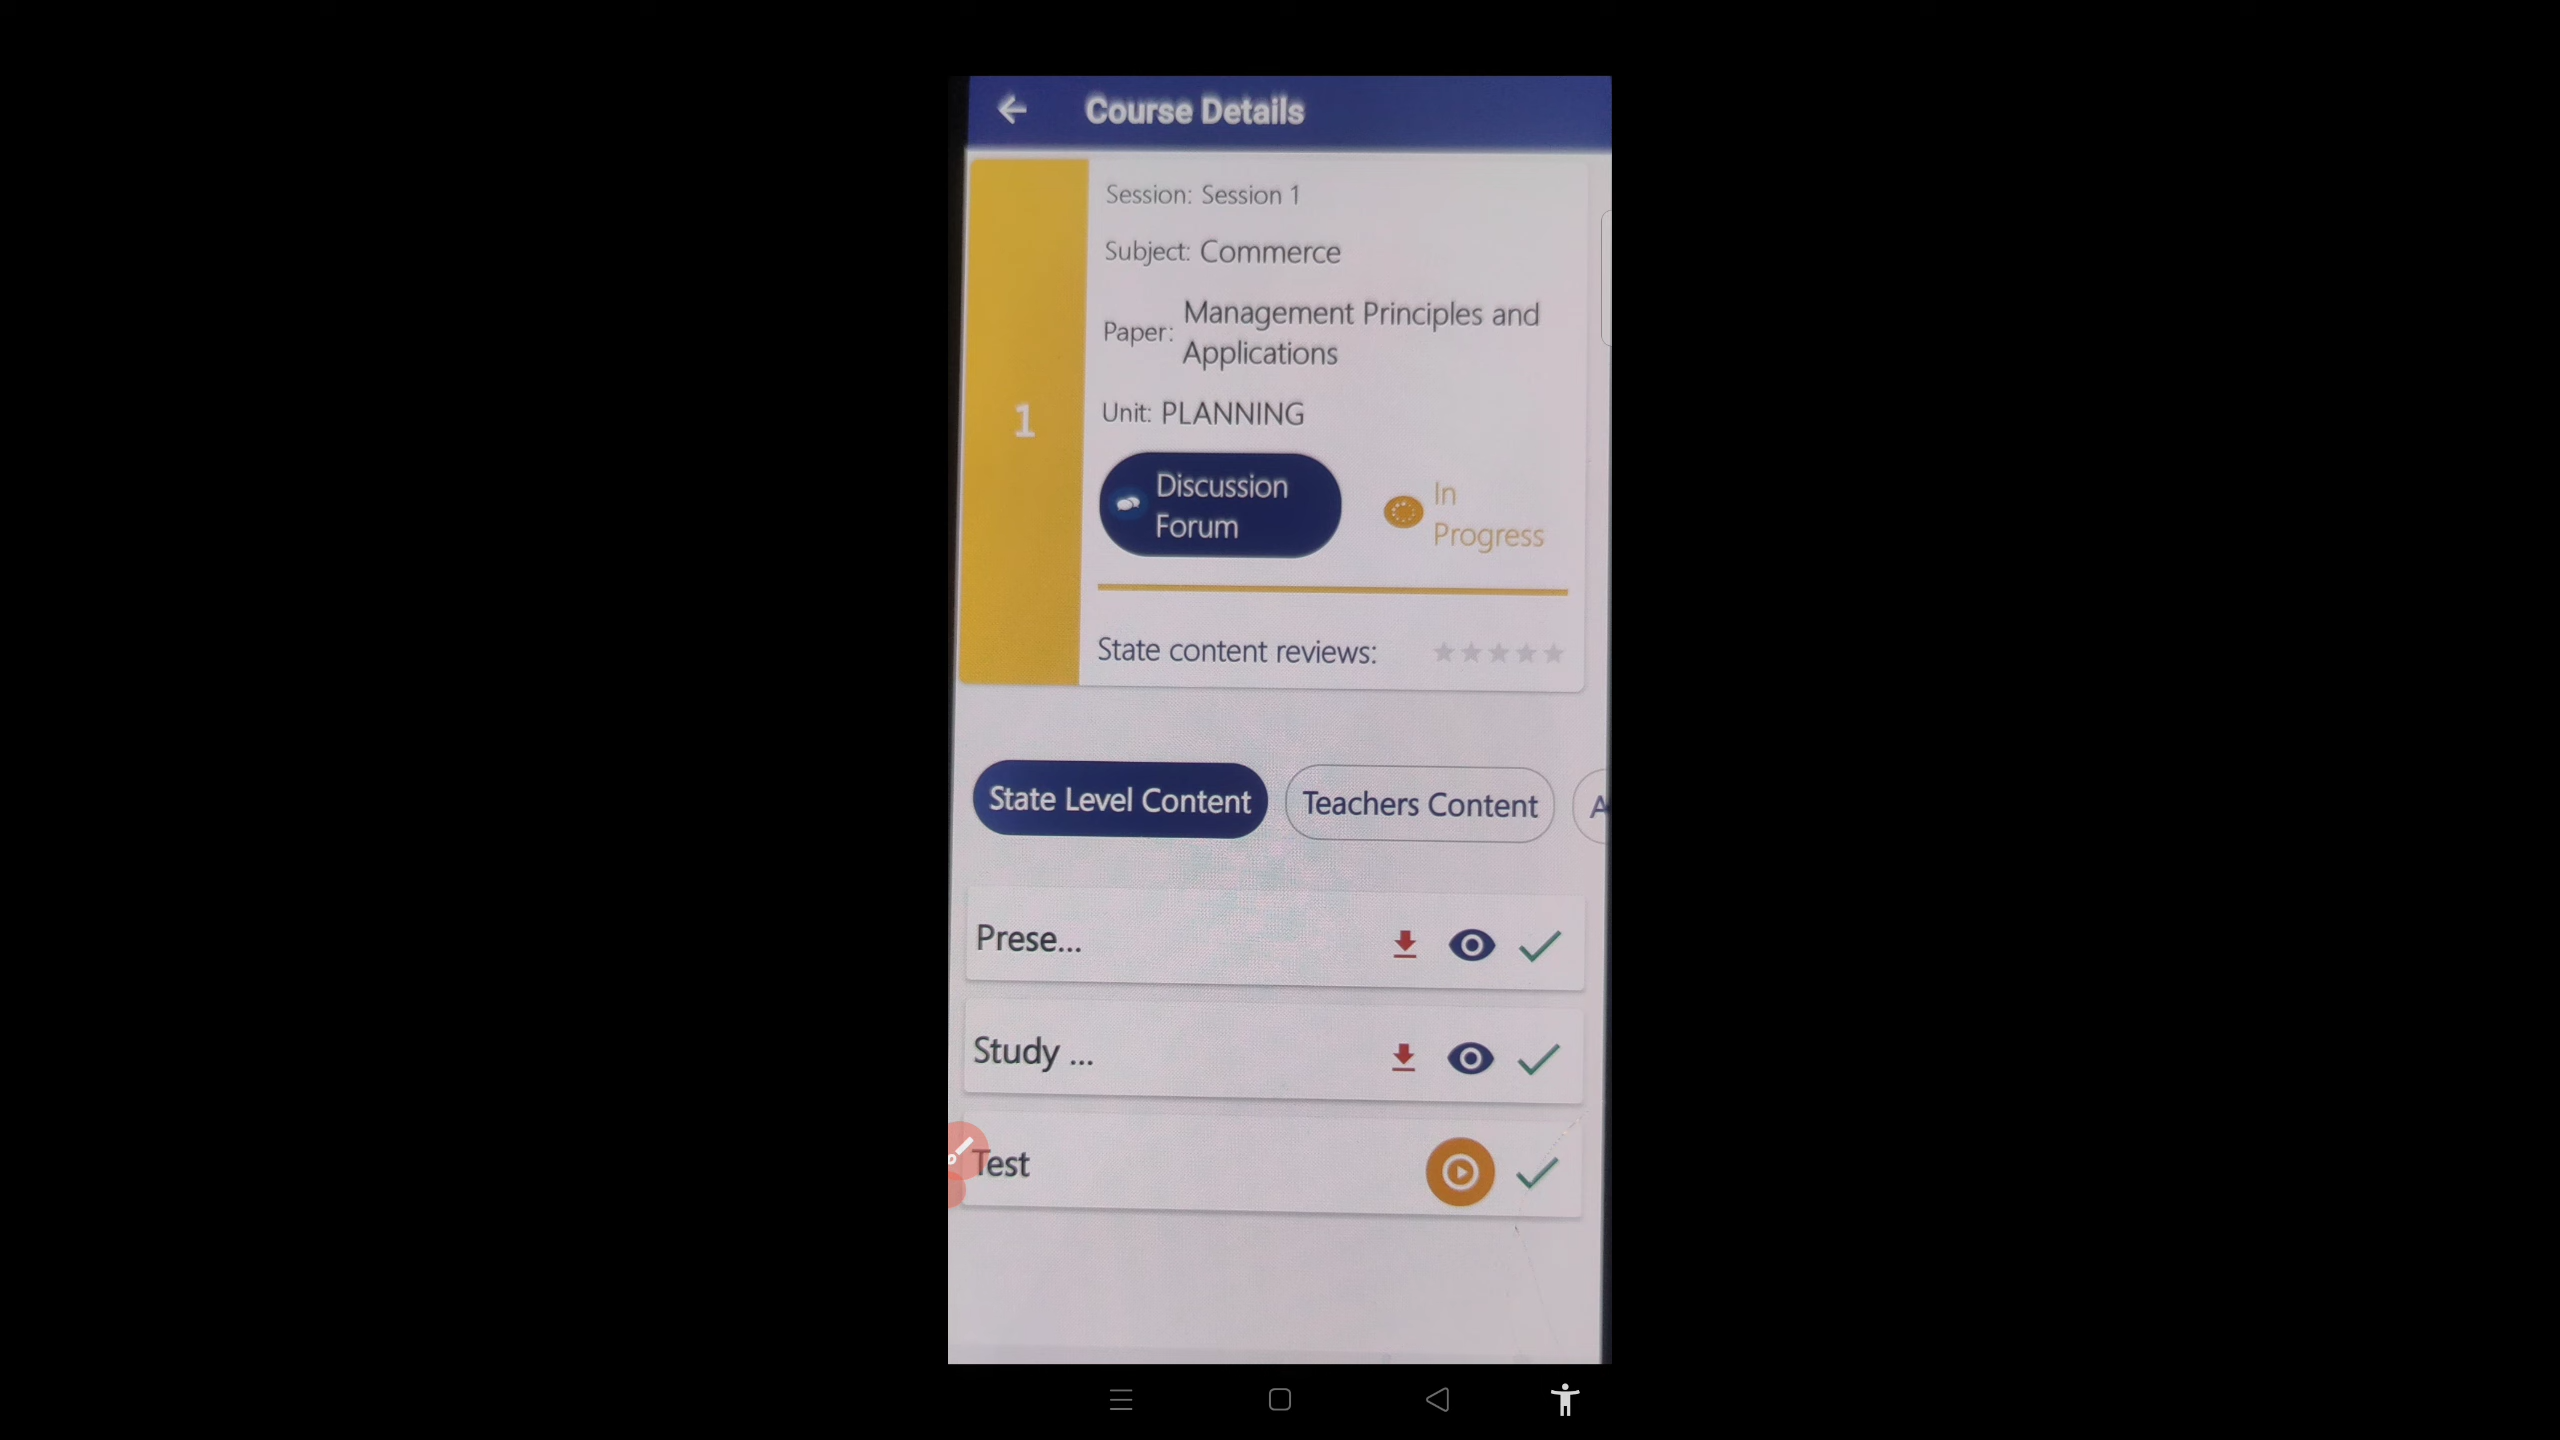 Course Details
Session: Session 1
Subject: Commerce
Paper: Management Principles and
Applications
Unit: PLANNING
1
Discussion
Forum
In
Progress
State content reviews:
State Level Content
Teachers Content
A
Prese...
Study ...
Test